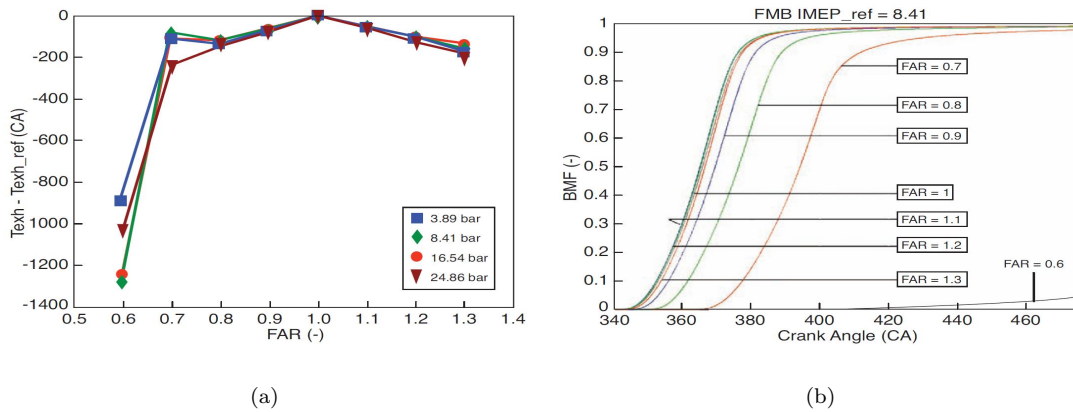 0
-200
-400
-600
-800
1000
-1200
-1400
Texh - Texh_ref (CA)
3.89 bar
8.41 bar
16.54 bar
24.86 bar
0.5 0.6 0.7 0.8 0.9 1.0 1.1 1.2 1.3 1.4
FAR (-)
(a)
FMB IMEP_ref = 8.41
1
0.9
0.8
0.7
0.6
0.5
0.4
0.3
0.2
0.1
0
BMF (-)
FAR = 0.7
FAR = 0.8
FAR = 0.9
FAR = 1
FAR = 1.1
FAR = 1.2
FAR = 1.3
FAR = 0.6
340 360 380 400 420 440 460
Crank Angle (CA)
(b)